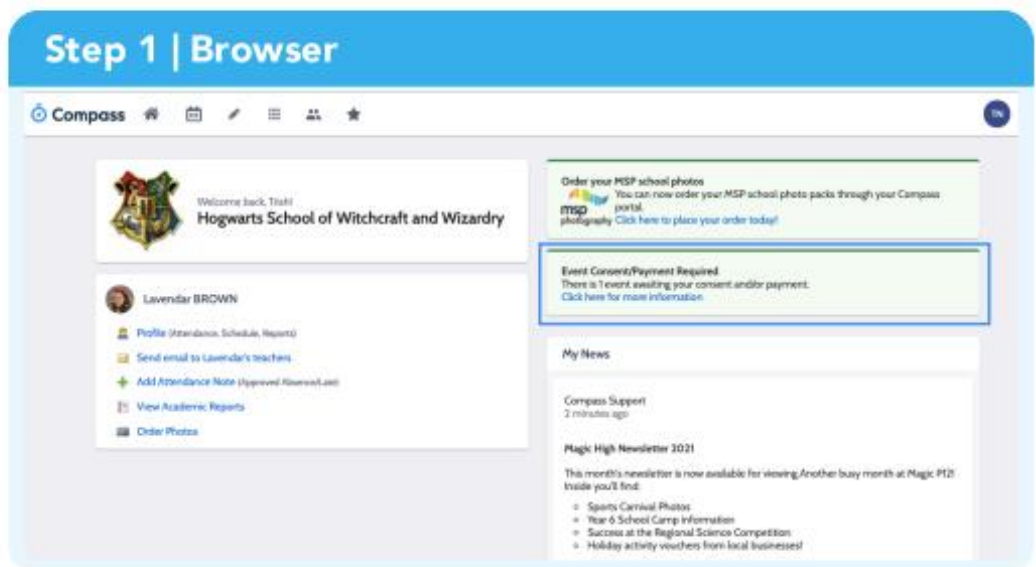 Step 1 | Browser
Compass
TN
Welcome back, Trish!
Hogwarts School of Witchcraft and Wizardry
Lavendar BROWN
Profile (Attendance, Schedule, Reports)
Send email to Lavendar's teachers
Add Attendance Note (Approved Absence/Late)
View Academic Reports
Order Photos
Order your MSP school photos
msp
photography
You can now order your MSP school photo packs through your Compass
portal.
Click here to place your order today!
Event Consent/Payment Required
There is 1 event awaiting your consent and/or payment.
Click here for more information
My News
Compass Support
2 minutes ago
Magic High Newsletter 2021
This month's newsletter is now available for viewing.Another busy month at Magic P12!
Inside you'll find:
Sports Carnival Photos
Year 6 School Camp information
Success at the Regional Science Competition
Holiday activity vouchers from local businesses!